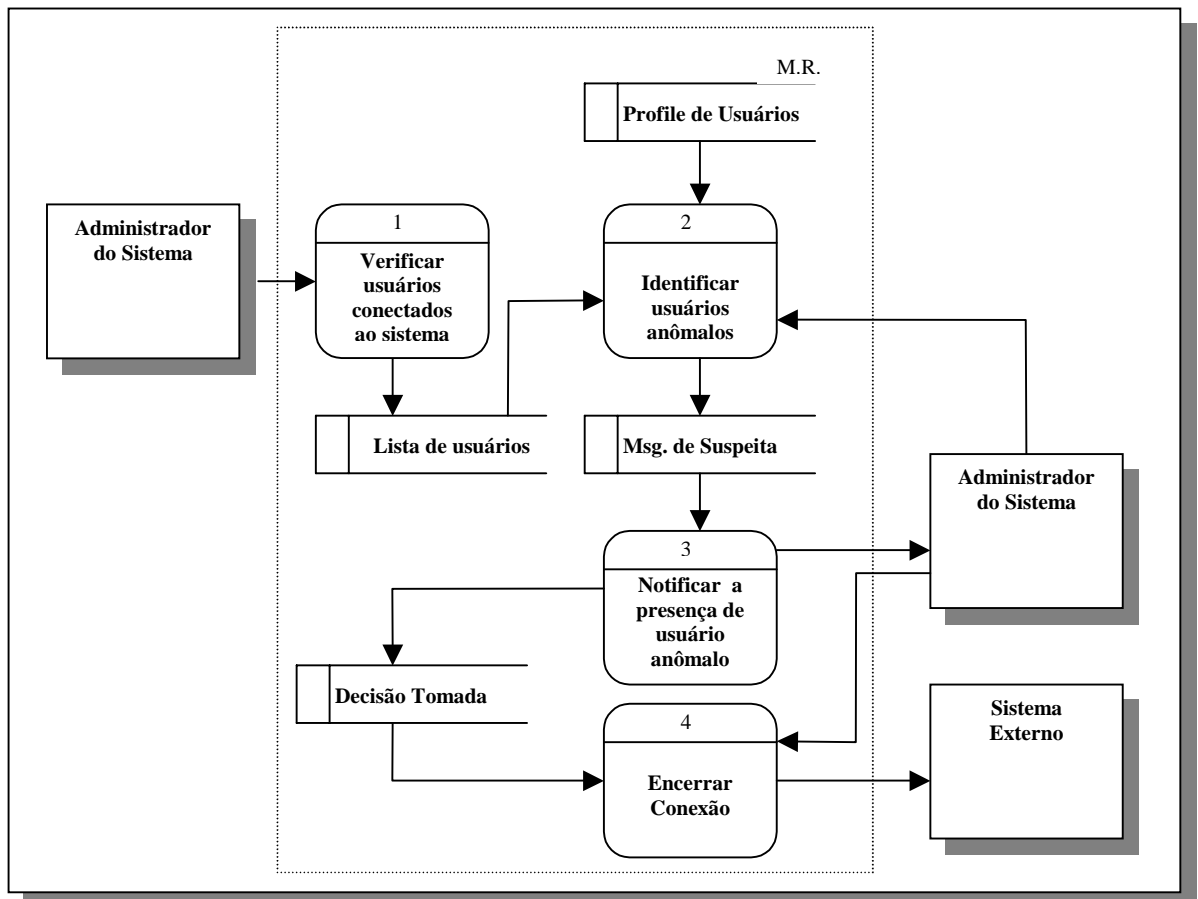 M.R.
Profile de Usuários
Administrador
do Sistema
1
Verificar
usuários
conectados
ao sistema
2
Identificar
usuários
anômalos
Lista de usuários
Msg. de Suspeita
Administrador
do Sistema
3
Notificar a
presença de
usuário
anômalo
Decisão Tomada
4
Encerrar
Conexão
Sistema
Externo